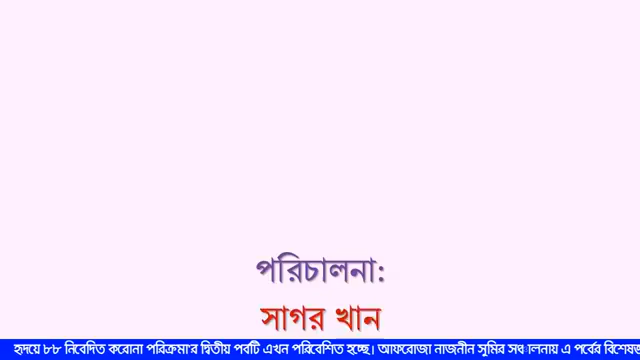 পরিচালনা:
সাগর খান
হৃদয়ে ৮৮ নিবেদিত করোনা পরিক্রমা'র দ্বিতীয় পর্বটি এখন পরিবেশিত হচ্ছে। আফরোজা নাজনীন সুমির সঞ্চালনায় এ পর্বের